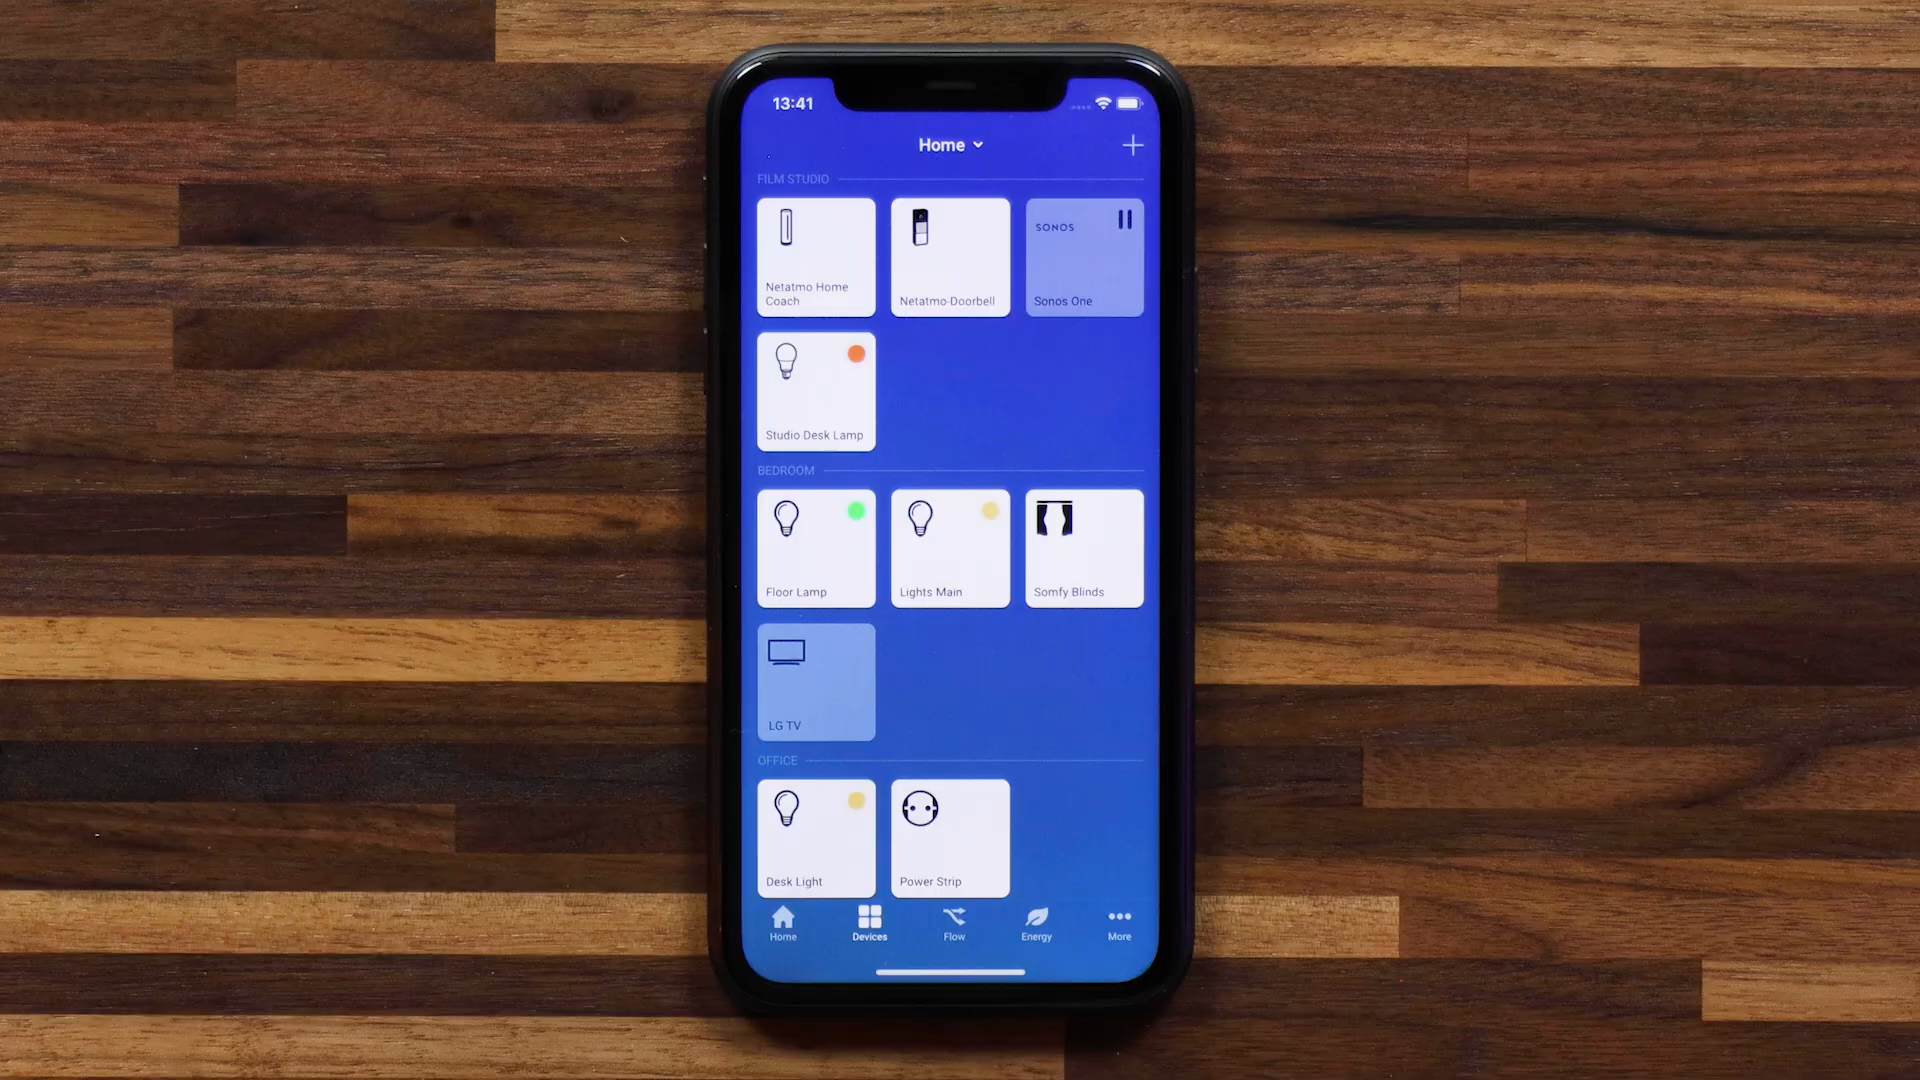 13:41
Home
FILM STUDIO
Netatmo Home
Coach
Netatmo-Doorbell
SONOS
Sonos One
Studio Desk Lamp
BEDROOM
Floor Lamp
Lights Main
Somfy Blinds
LG TV
OFFICE
Desk Light
Power Strip
Home
Devices
Flow
Energy
More